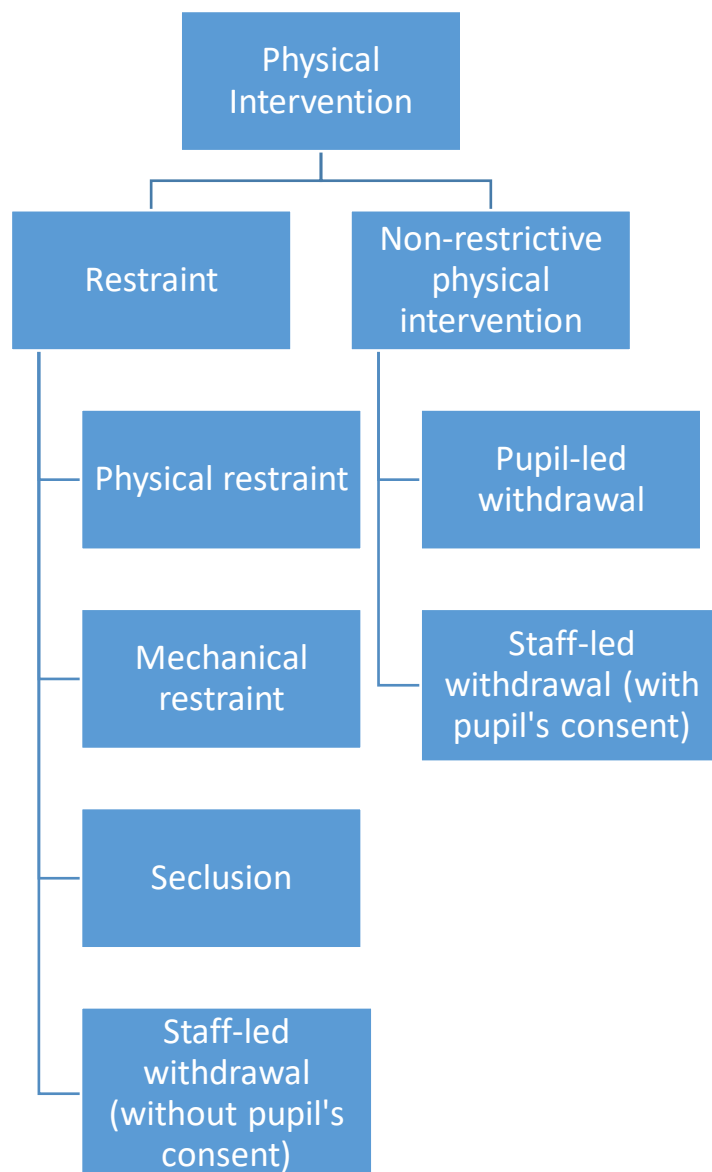 Physical
Intervention
Restraint
Non-restrictive
physical
intervention
Physical restraint
Pupil-led
withdrawal
Mechanical
restraint
Staff-led
withdrawal (with
pupil's consent)
Seclusion
Staff-led
withdrawal
(without pupil's
consent)